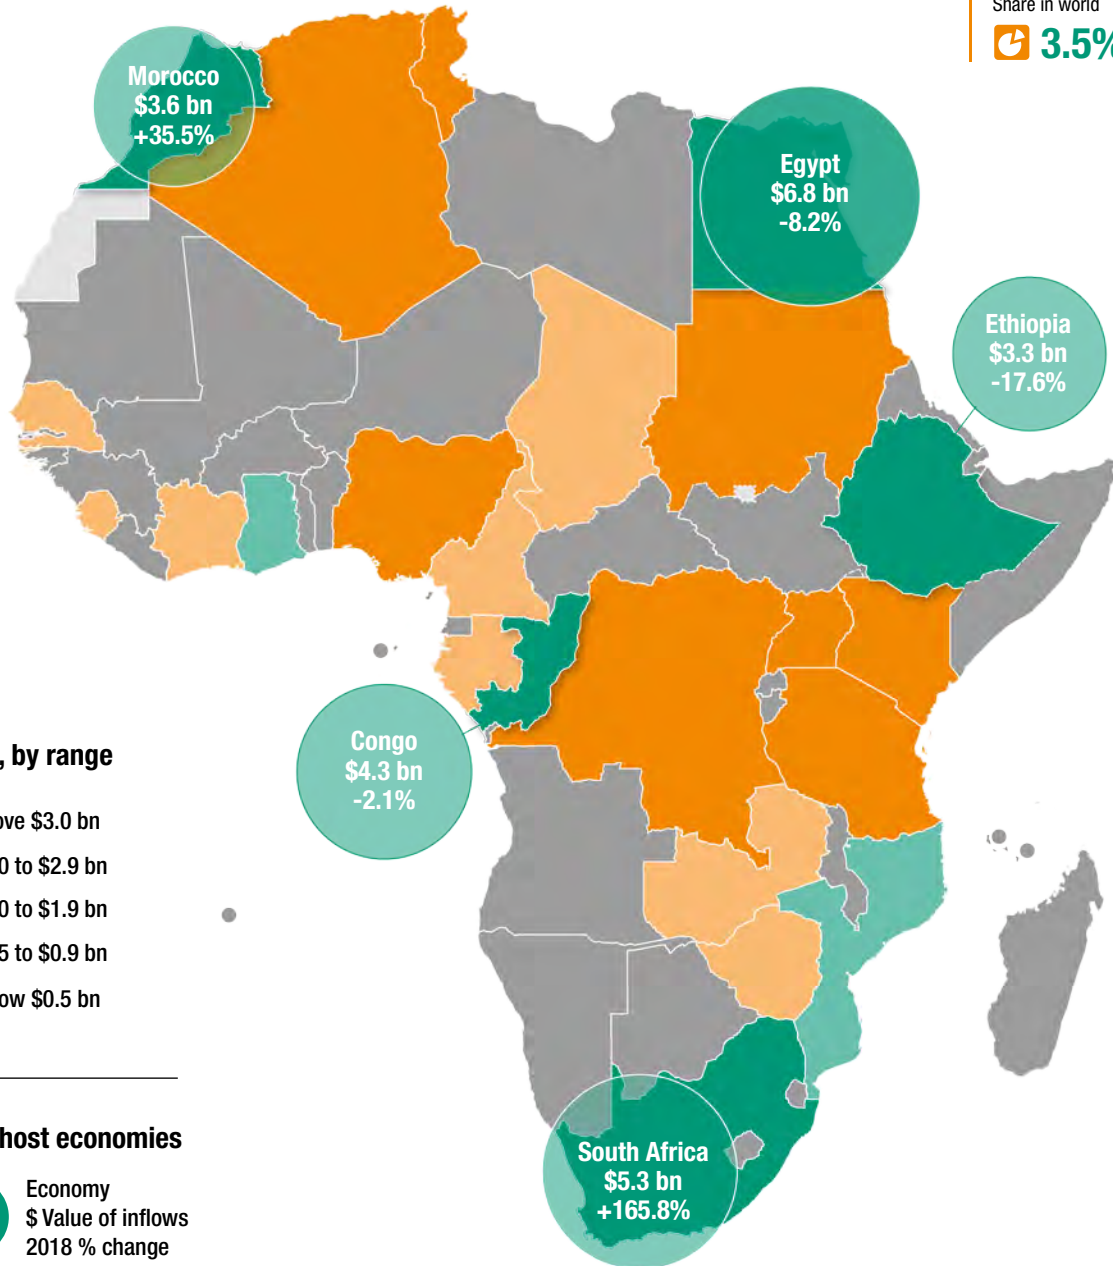 Share in world
3.5%
Morocco
$3.6 bn
+35.5%
Egypt
$6.8 bn
-8.2%
Ethiopia
$3.3 bn
-17.6%
Congo
$4.3 bn
-2.1%
, by range
ove $3.0 bn
0 to $2.9 bn
0 to $1.9 bn
5 to $0.9 bn
ow $0.5 bn
host economies
Economy
$ Value of inflows
2018 % change
South Africa
$5.3 bn
+165.8%